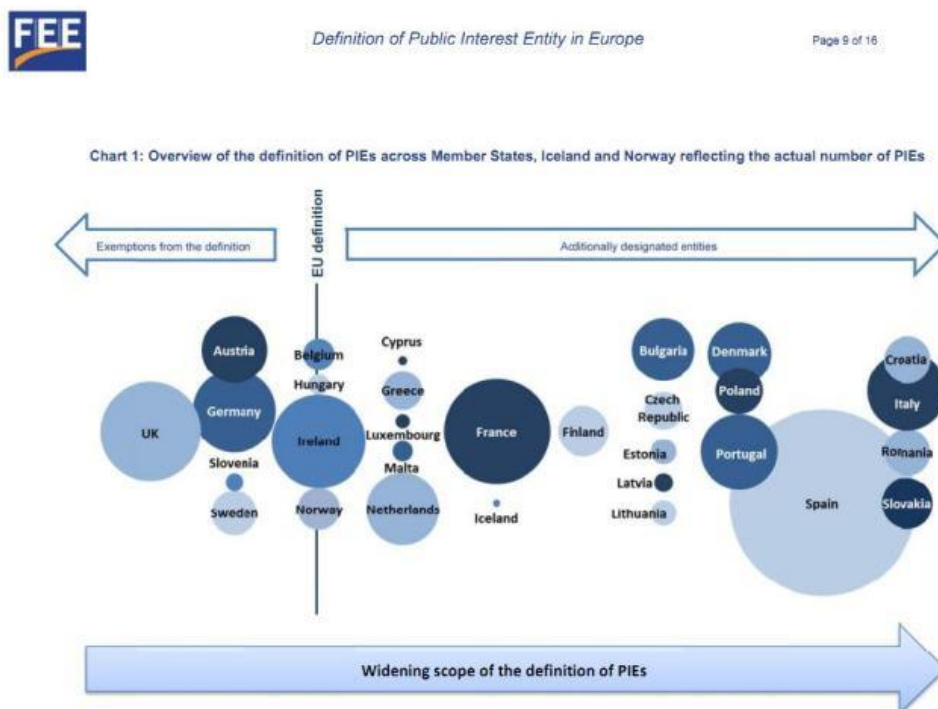 FEE
Definition of Public Interest Entity in Europe
Page 9 of 16
Chart 1: Overview of the definition of PIEs across Member States, Iceland and Norway reflecting the actual number of PIEs
Exemptions from the definition
EU definition
Additionally designated entities
UK
Austria
Germany
Slovenia
Sweden
Belgium
Hungary
Ireland
Norway
Cyprus
Greece
Luxembourg
Malta
Netherlands
France
Iceland
Finland
Bulgaria
Czech
Republic
Estonia
Latvia
Lithuania
Denmark
Poland
Portugal
Spain
Croatia
Italy
Romania
Slovakia
Widening scope of the definition of PIEs